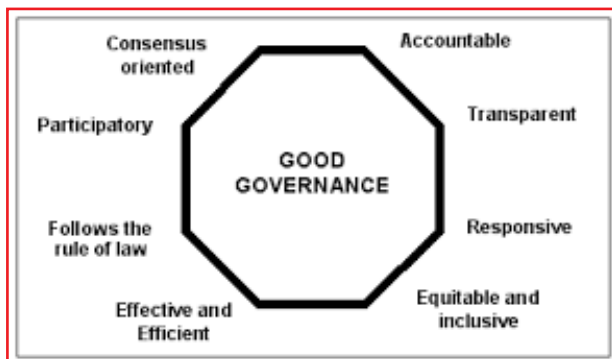 Consensus
oriented
Accountable
Participatory
Transparent
GOOD
GOVERNANCE
Follows the
rule of law
Responsive
Effective and
Efficient
Equitable and
inclusive